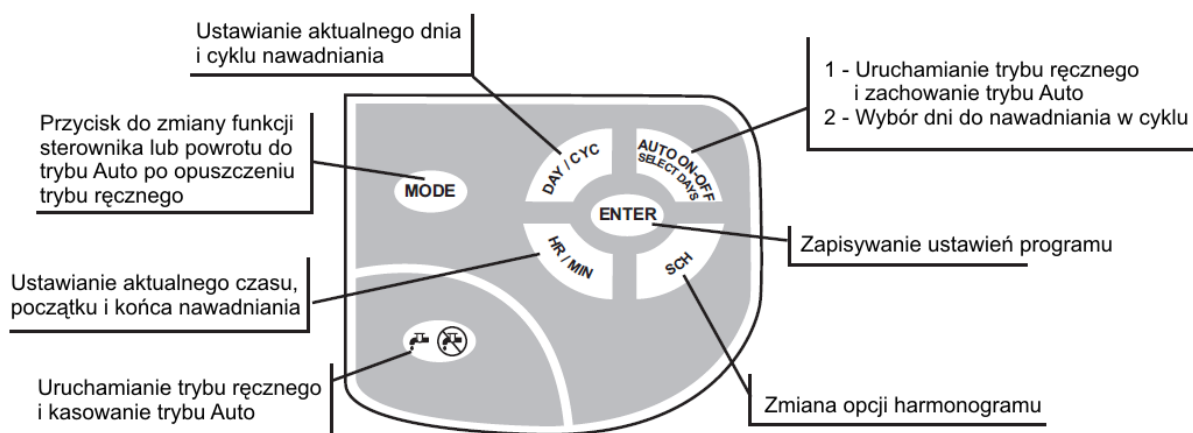 Ustawianie aktualnego dnia
i cyklu nawadniania
1 - Uruchamianie trybu ręcznego
i zachowanie trybu Auto
2 - Wybór dni do nawadniania w cyklu
Przycisk do zmiany funkcji
sterownika lub powrotu do
trybu Auto po opuszczeniu
trybu ręcznego
MODE
DAY / CYC
AUTO ON-OFF
SELECT DAYS
ENTER
HR / MIN
SCH
Zapisywanie ustawień programu
Ustawianie aktualnego czasu,
początku i końca nawadniania
Uruchamianie trybu ręcznego
i kasowanie trybu Auto
Zmiana opcji harmonogramu